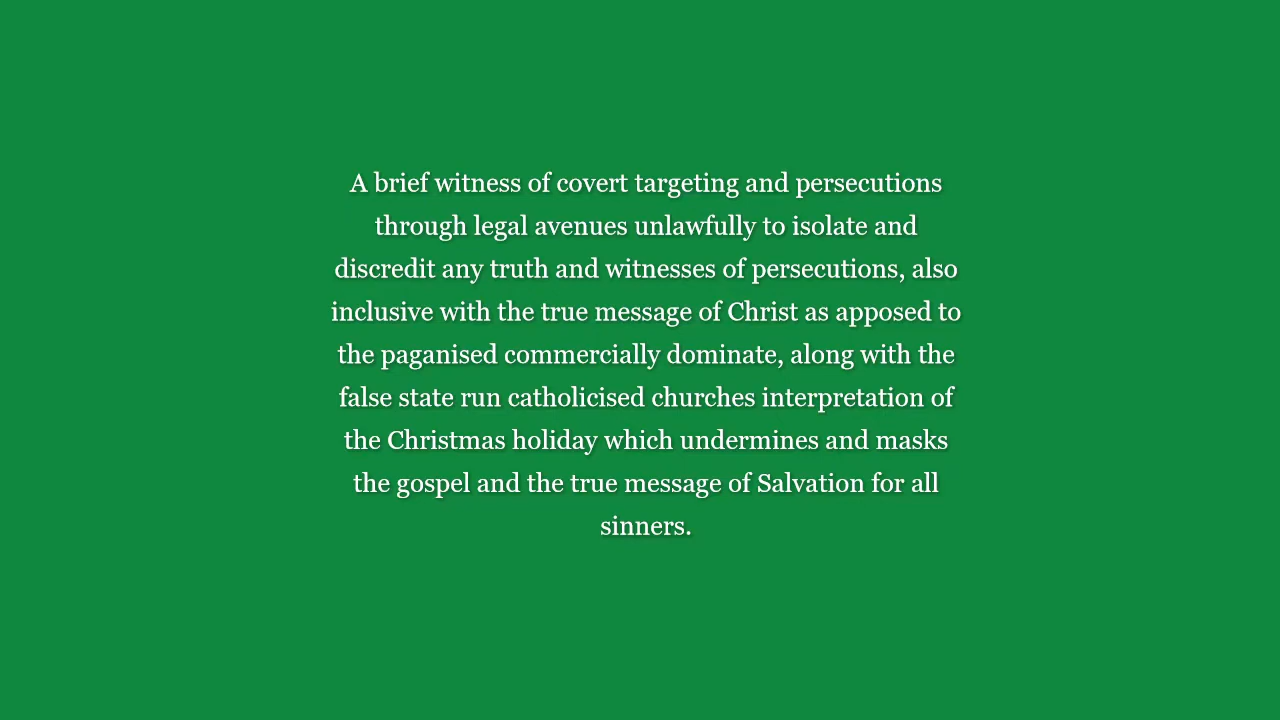 A brief witness of covert targeting and persecutions
through legal avenues unlawfully to isolate and
discredit any truth and witnesses of persecutions, also
inclusive with the true message of Christ as apposed to
the paganised commercially dominate, along with the
false state run catholicised churches interpretation of
the Christmas holiday which undermines and masks
the gospel and the true message of Salvation for all
sinners.